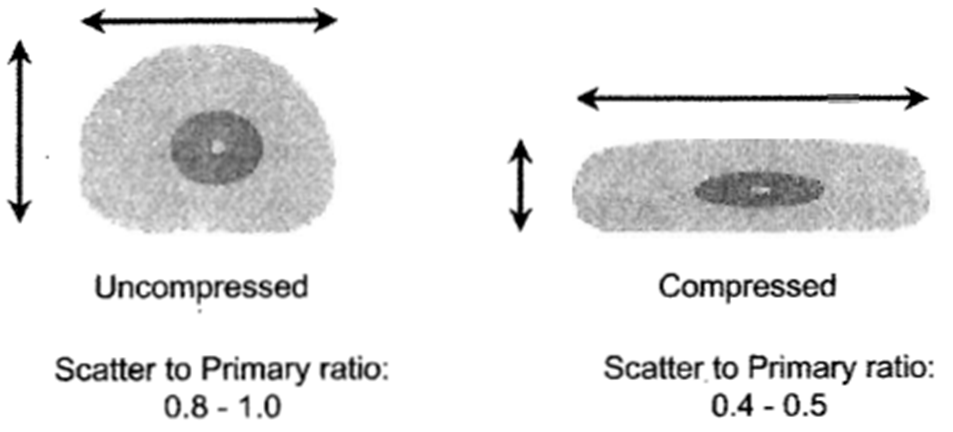 Uncompressed
Compressed
Scatter to Primary ratio:
0.8 - 1.0
Scatter to Primary ratio:
0.4 - 0.5